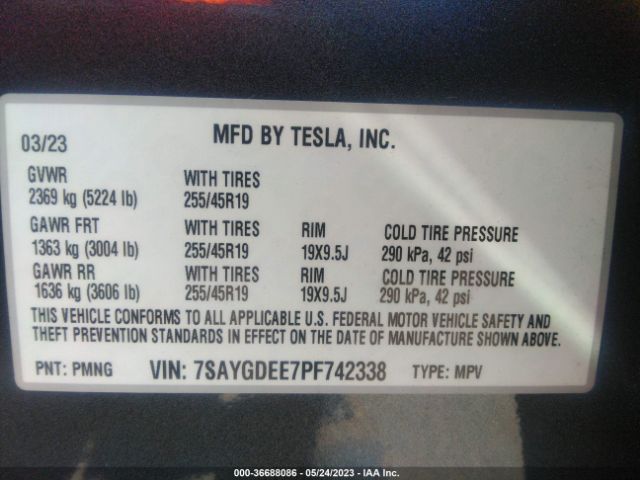 03/23 MFD BY TESLA, INC.
GVWR WITH TIRES
2369 kg (5224 lb) 255/45R19
GAWR FRT WITH TIRES RIM COLD TIRE PRESSURE
1363 kg (3004 lb) 255/45R19 19X9.5J 290 kPa, 42 psi
GAWR RR WITH TIRES RIM COLD TIRE PRESSURE
1636 kg (3606 lb) 255/45R19 19X9.5J 290 kPa, 42 psi
THIS VEHICLE CONFORMS TO ALL APPLICABLE U.S. FEDERAL MOTOR VEHICLE SAFETY AND
THEFT PREVENTION STANDARDS IN EFFECT ON THE DATE OF MANUFACTURE SHOWN ABOVE.
PNT: PMNG VIN: 7SAYGDEE7PF742338 TYPE: MPV
000-36688086 - 05/24/2023 - IAA Inc.